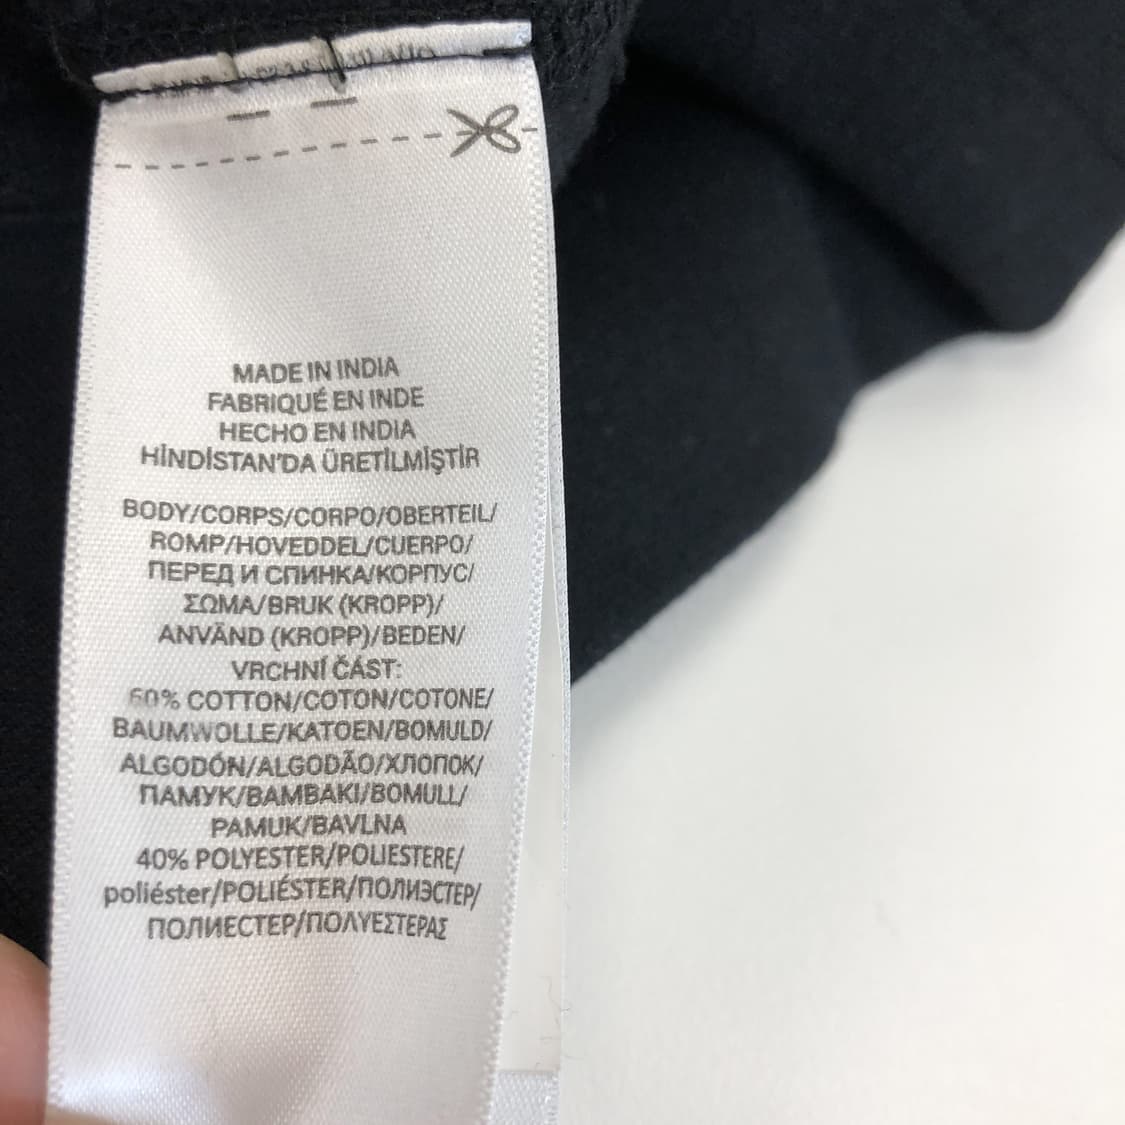 MADE IN INDIA
FABRIQUÉ EN INDE
HECHO EN INDIA
HİNDİSTAN'DA ÜRETİLMİŞTİR
BODY/CORPS/CORPO/OBERTEIL/
ROMP/HOVEDDEL/CUERPO/
ПЕРЕД И СПИНКА/КОРПУС/
ΣΩΜΑ/BRUK (KROPP)/
ANVÄND (KROPP)/BEDEN/
VRCHNÍ ČÁST:
60% COTTON/COTON/COTONE/
BAUMWOLLE/KATOEN/BOMULD/
ALGODÓN/ALGODÃO/ХЛОПОК/
ПАМУК/BAMBAKI/BOMULL/
PAMUK/BAVLNA
40% POLYESTER/POLIESTERE/
poliéster/POLIÉSTER/ПОЛИЭСТЕР/
ПОЛИЕСТЕР/ΠΟΛΥΕΣΤΕΡΑΣ